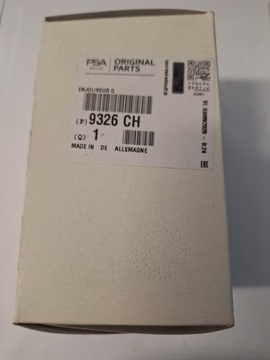 PSA
ORIGINAL
PARTS
ENJOLIVEUR G
(P) 9326 CH
(Q) 1
MADE IN DE ALLEMAGNE